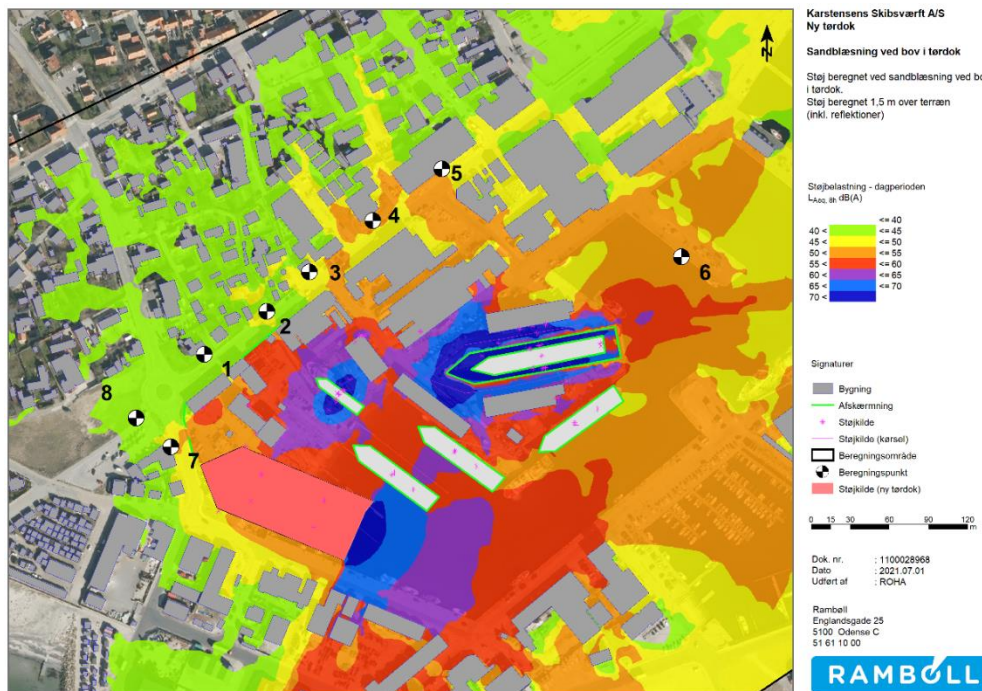 Karstensens Skibsværft A/S
Ny tørdok
Sandblæsning ved bov i tørdok
Støj beregnet ved sandblæsning ved bo
i tørdok.
Støj beregnet 1,5 m over terræn
(inkl. reflektioner)
Støjbelastning - dagperioden
LAeq, 8h dB(A)
<= 40
40 < <= 45
45 < <= 50
50 < <= 55
55 < <= 60
60 < <= 65
65 < <= 70
70 <
Signaturer
Bygning
Afskærmning
Støjkilde
Støjkilde (kørsel)
Beregningsområde
Beregningspunkt
Støjkilde (ny tørdok)
0 15 30 60 90 120
m
Dok. nr. : 1100028968
Dato : 2021.07.01
Udført af : ROHA
Rambøll
Englandsgade 25
5100 Odense C
51 61 10 00
RAMBOLL
N
5
4
3
6
2
1
8
7